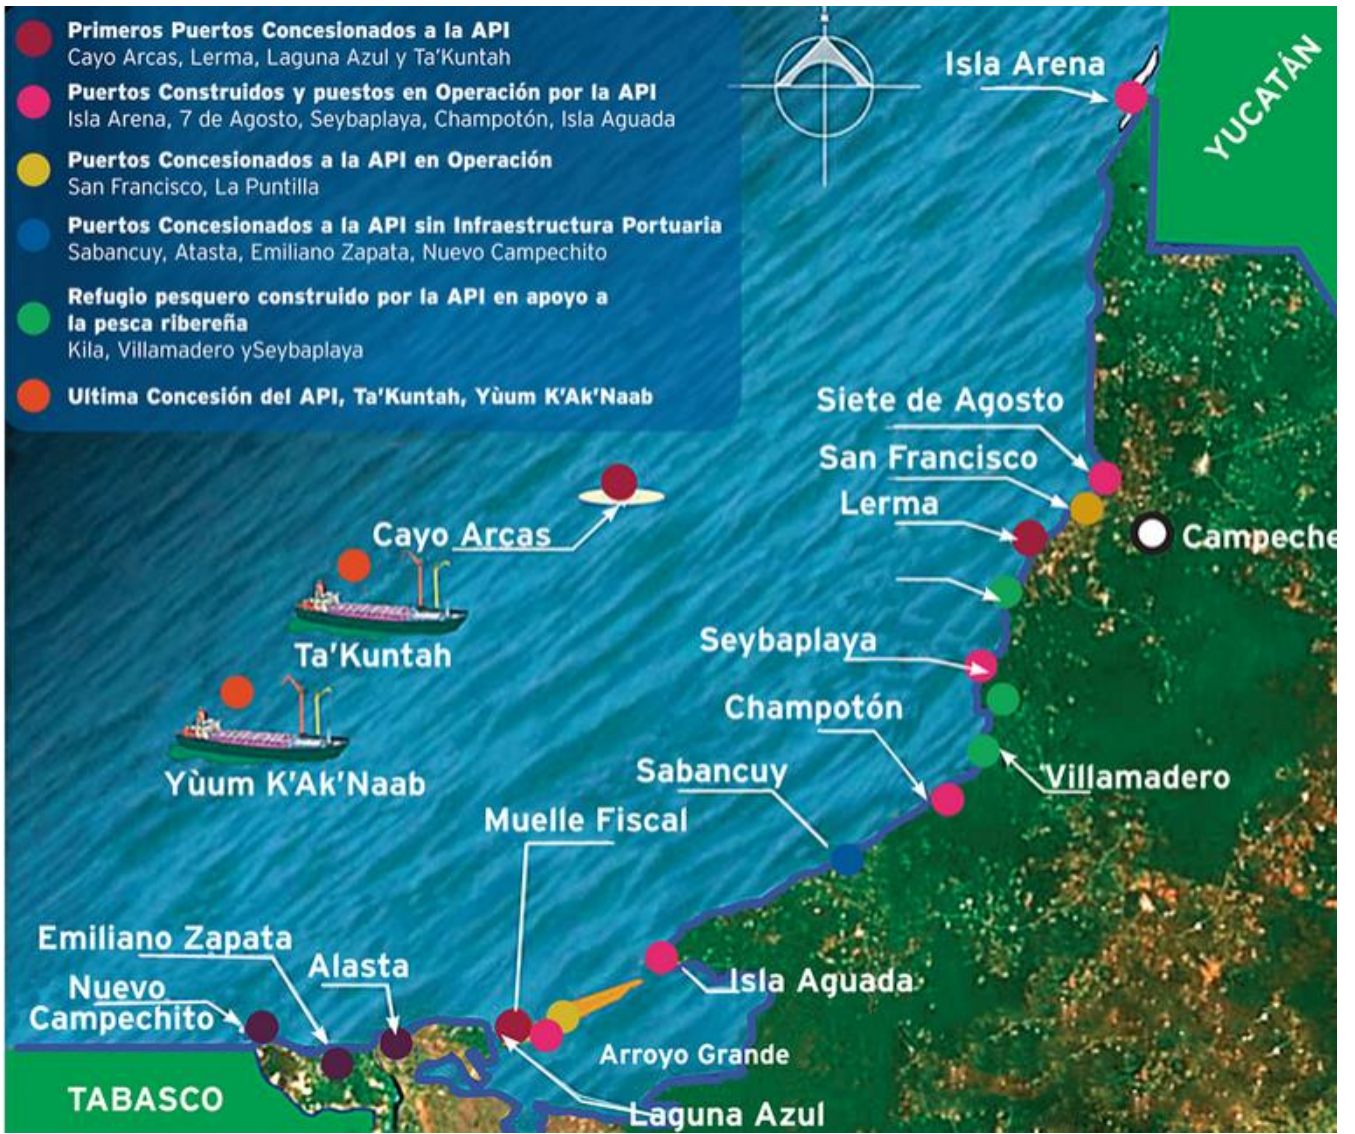 Primeros Puertos Concesionados a la API
Cayo Arcas, Lerma, Laguna Azul y Ta'Kuntah
Puertos Construidos y puestos en Operación por la API
Isla Arena, 7 de Agosto, Seybaplaya, Champotón, Isla Aguada
Puertos Concesionados a la API en Operación
San Francisco, La Puntilla
Puertos Concesionados a la API sin Infraestructura Portuaria
Sabancuy, Atasta, Emiliano Zapata, Nuevo Campechito
Refugio pesquero construido por la API en apoyo a
la pesca ribereña
Kila, Villamadero ySeybaplaya
Ultima Concesión del API, Ta'Kuntah, Yùum K'Ak'Naab
Isla Arena
YUCATÁN
Siete de Agosto
San Francisco
Lerma
Campeche
Cayo Arcas
Ta'Kuntah
Seybaplaya
Yùum K'Ak'Naab
Champotón
Sabancuy
Villamadero
Muelle Fiscal
Emiliano Zapata
Alasta
Nuevo
Campechito
Isla Aguada
Arroyo Grande
TABASCO
Laguna Azul